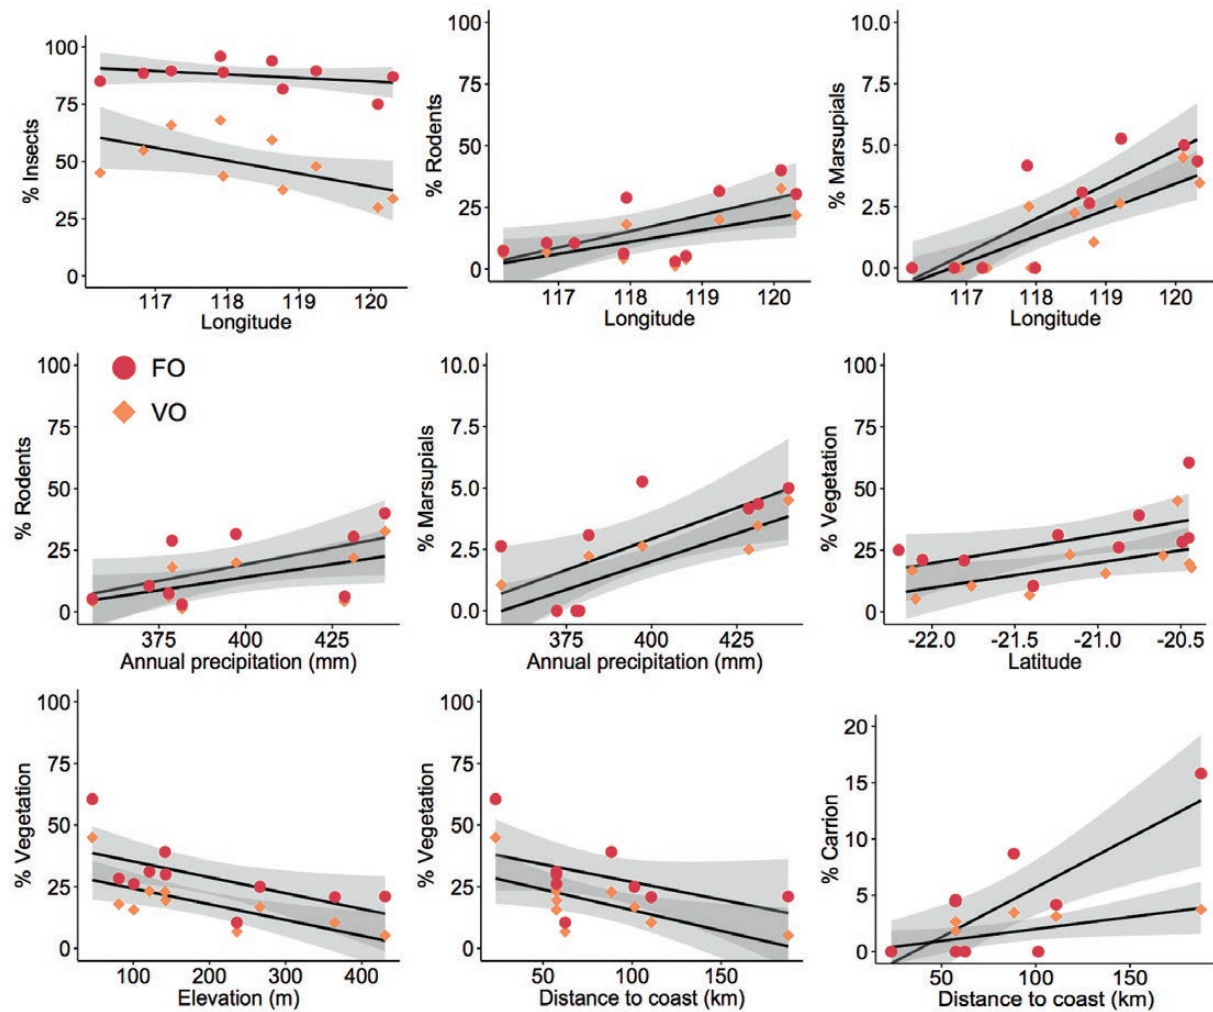 100
75
50
25
0
% Insects
117 118 119 120
Longitude
100
75
50
25
0
% Rodents
117 118 119 120
Longitude
10.0
7.5
5.0
2.5
0.0
% Marsupials
117 118 119 120
Longitude
100
75
50
25
0
% Rodents
FO
VO
375 400 425
Annual precipitation (mm)
10.0
7.5
5.0
2.5
0.0
% Marsupials
375 400 425
Annual precipitation (mm)
100
75
50
25
0
% Vegetation
-22.0 -21.5 -21.0 -20.5
Latitude
100
75
50
25
0
% Vegetation
100 200 300 400
Elevation (m)
100
75
50
25
0
% Vegetation
50 100 150
Distance to coast (km)
20
15
10
5
0
% Carrion
50 100 150
Distance to coast (km)